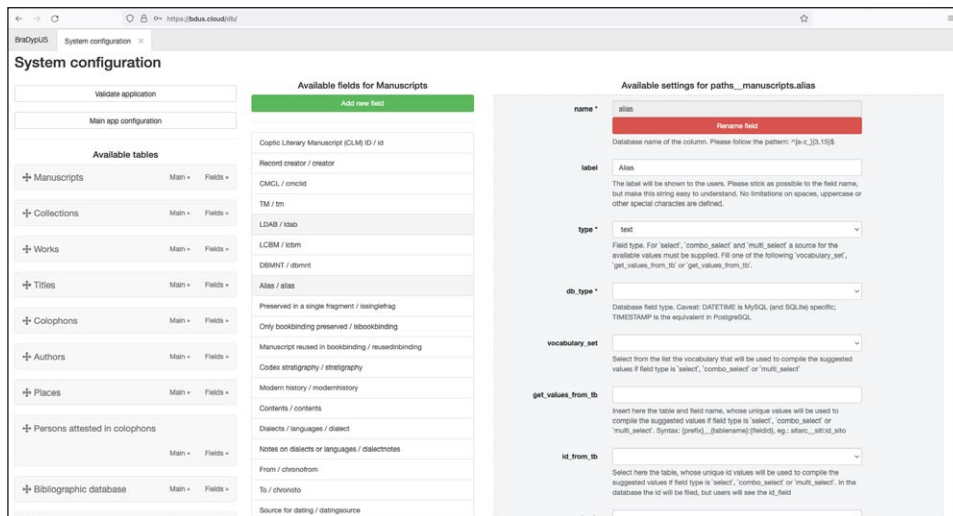 https://bdus.cloud/db/
BraDypUS
System configuration
System configuration
Validate application
Main app configuration
Available tables
Manuscripts Main » Fields »
Collections Main » Fields »
Works Main » Fields »
Titles Main » Fields »
Colophons Main » Fields »
Authors Main » Fields »
Places Main » Fields »
Persons attested in colophons
Main » Fields »
Bibliographic database Main » Fields »
Available fields for Manuscripts
Add new field
Coptic Literary Manuscript (CLM) ID / id
Record creator / creator
CMCL / cmclid
TM / tm
LDAB / ldab
LCBM / lcbm
DBMNT / dbmnt
Alias / alias
Preserved in a single fragment / issinglefrag
Only bookbinding preserved / isbookbinding
Manuscript reused in bookbinding / reusedinbinding
Codex stratigraphy / stratigraphy
Modern history / modernhistory
Contents / contents
Dialects / languages / dialect
Notes on dialects or languages / dialectnotes
From / chronofrom
To / chronoto
Source for dating / datingsource
Available settings for paths__manuscripts.alias
name * alias
Rename field
Database name of the column. Please follow the pattern: ^[a-z_]{3,15}$
label Alias
The label will be shown to the users. Please stick as possible to the field name,
but make this string easy to understand. No limitations on spaces, uppercase or
other special charactes are defined.
type * text
Field type. For `select`, `combo_select` and `multi_select` a source for the
available values must be supplied. Fill one of the following `vocabulary_set`,
`get_values_from_tb` or `get_values_from_tb`.
db_type *
Database field type. Caveat: DATETIME is MySQL (and SQLite) specific;
TIMESTAMP is the equivalent in PostgreSQL
vocabulary_set
Select from the list the vocabulary that will be used to compile the suggested
values if field type is `select`, `combo_select` or `multi_select`
get_values_from_tb
Insert here the table and field name, whose unique values will be used to
compile the suggested values if field type is `select`, `combo_select` or
`multi_select`. Syntax: {prefix}__{tablename}:{fieldid}, eg.: sitarc__siti:id_sito
id_from_tb
Select here the table, whose unique id values will be used to compile the
suggested values if field type is `select`, `combo_select` or `multi_select`. In the
database the id will be filed, but users will see the id_field